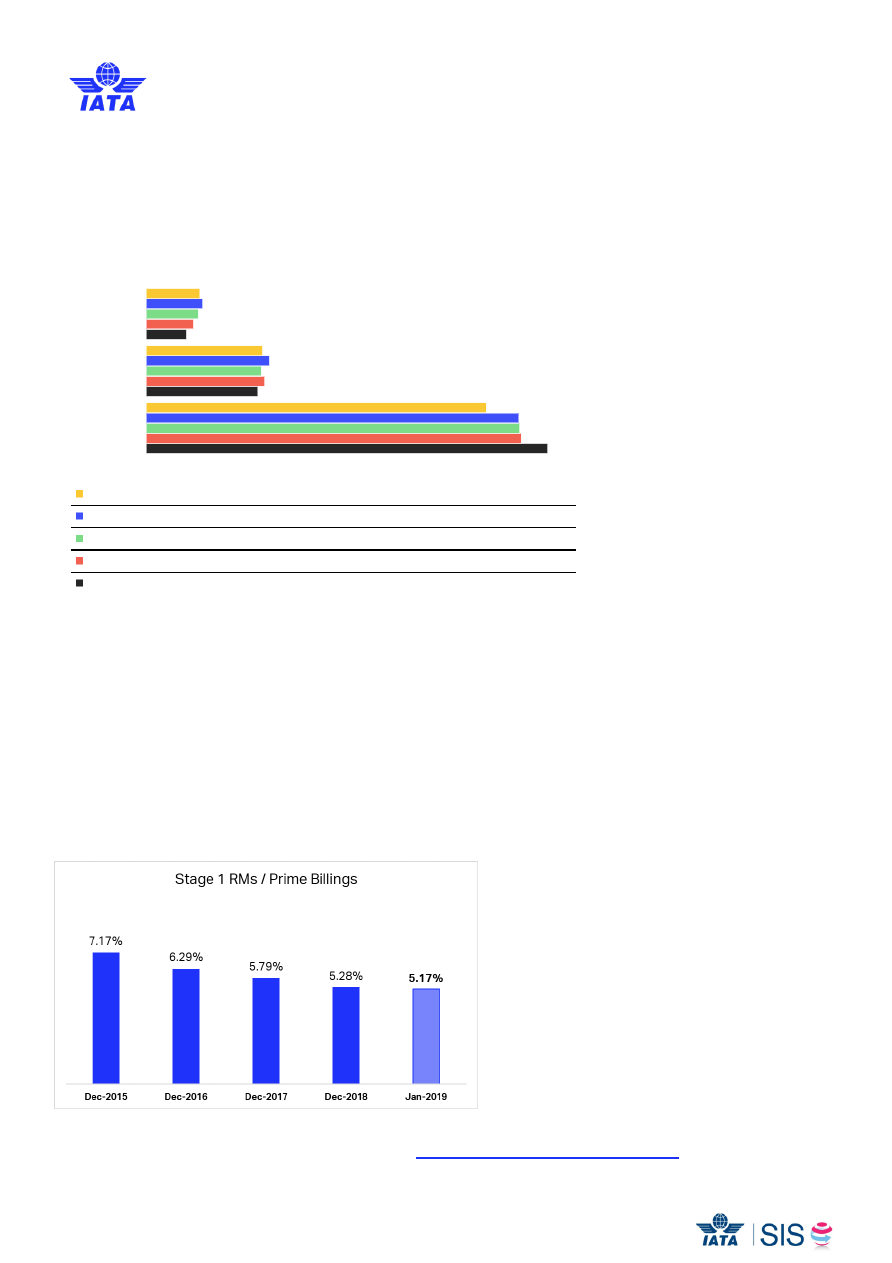 IATA
Stage 1 RMs / Prime Billings
7.17%
6.29%
5.79%
5.28%
5.17%
Dec-2015 Dec-2016 Dec-2017 Dec-2018 Jan-2019
IATA SIS